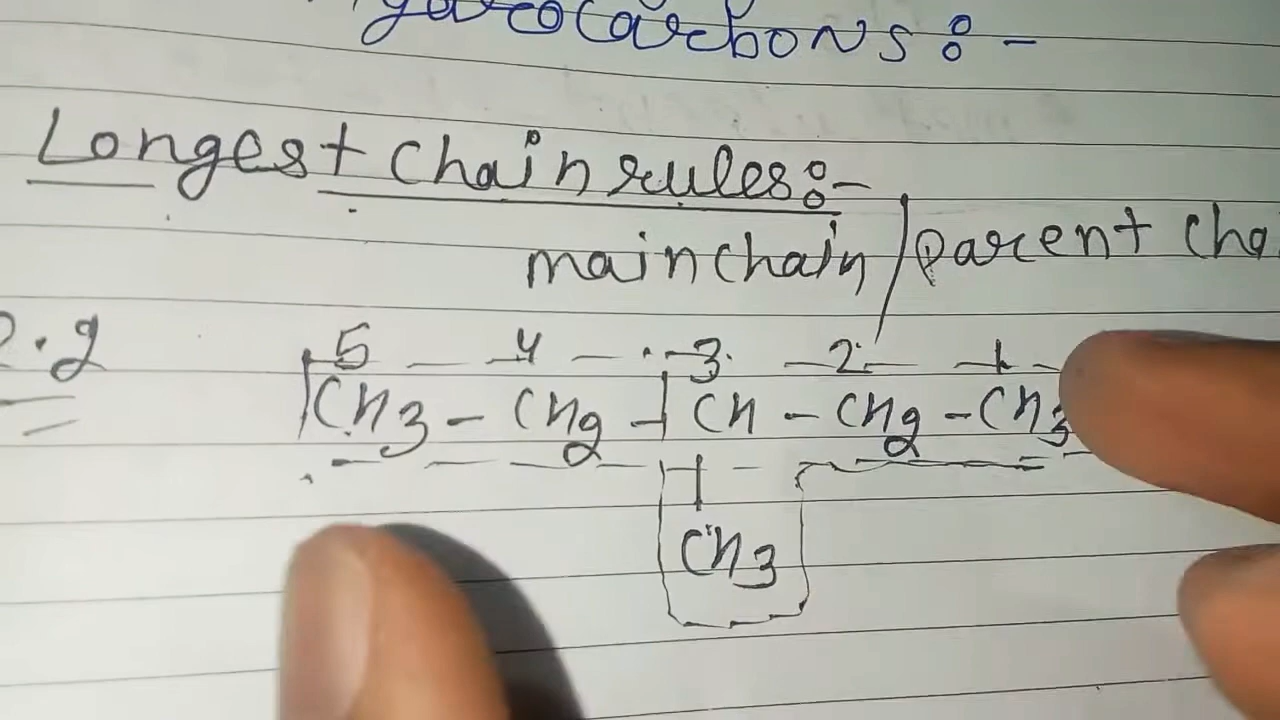 Longest chain rules:-
main chain / parent cha
5 4 3 2 1
CH3 - CH2 - CH - CH2 - CH3
CH3